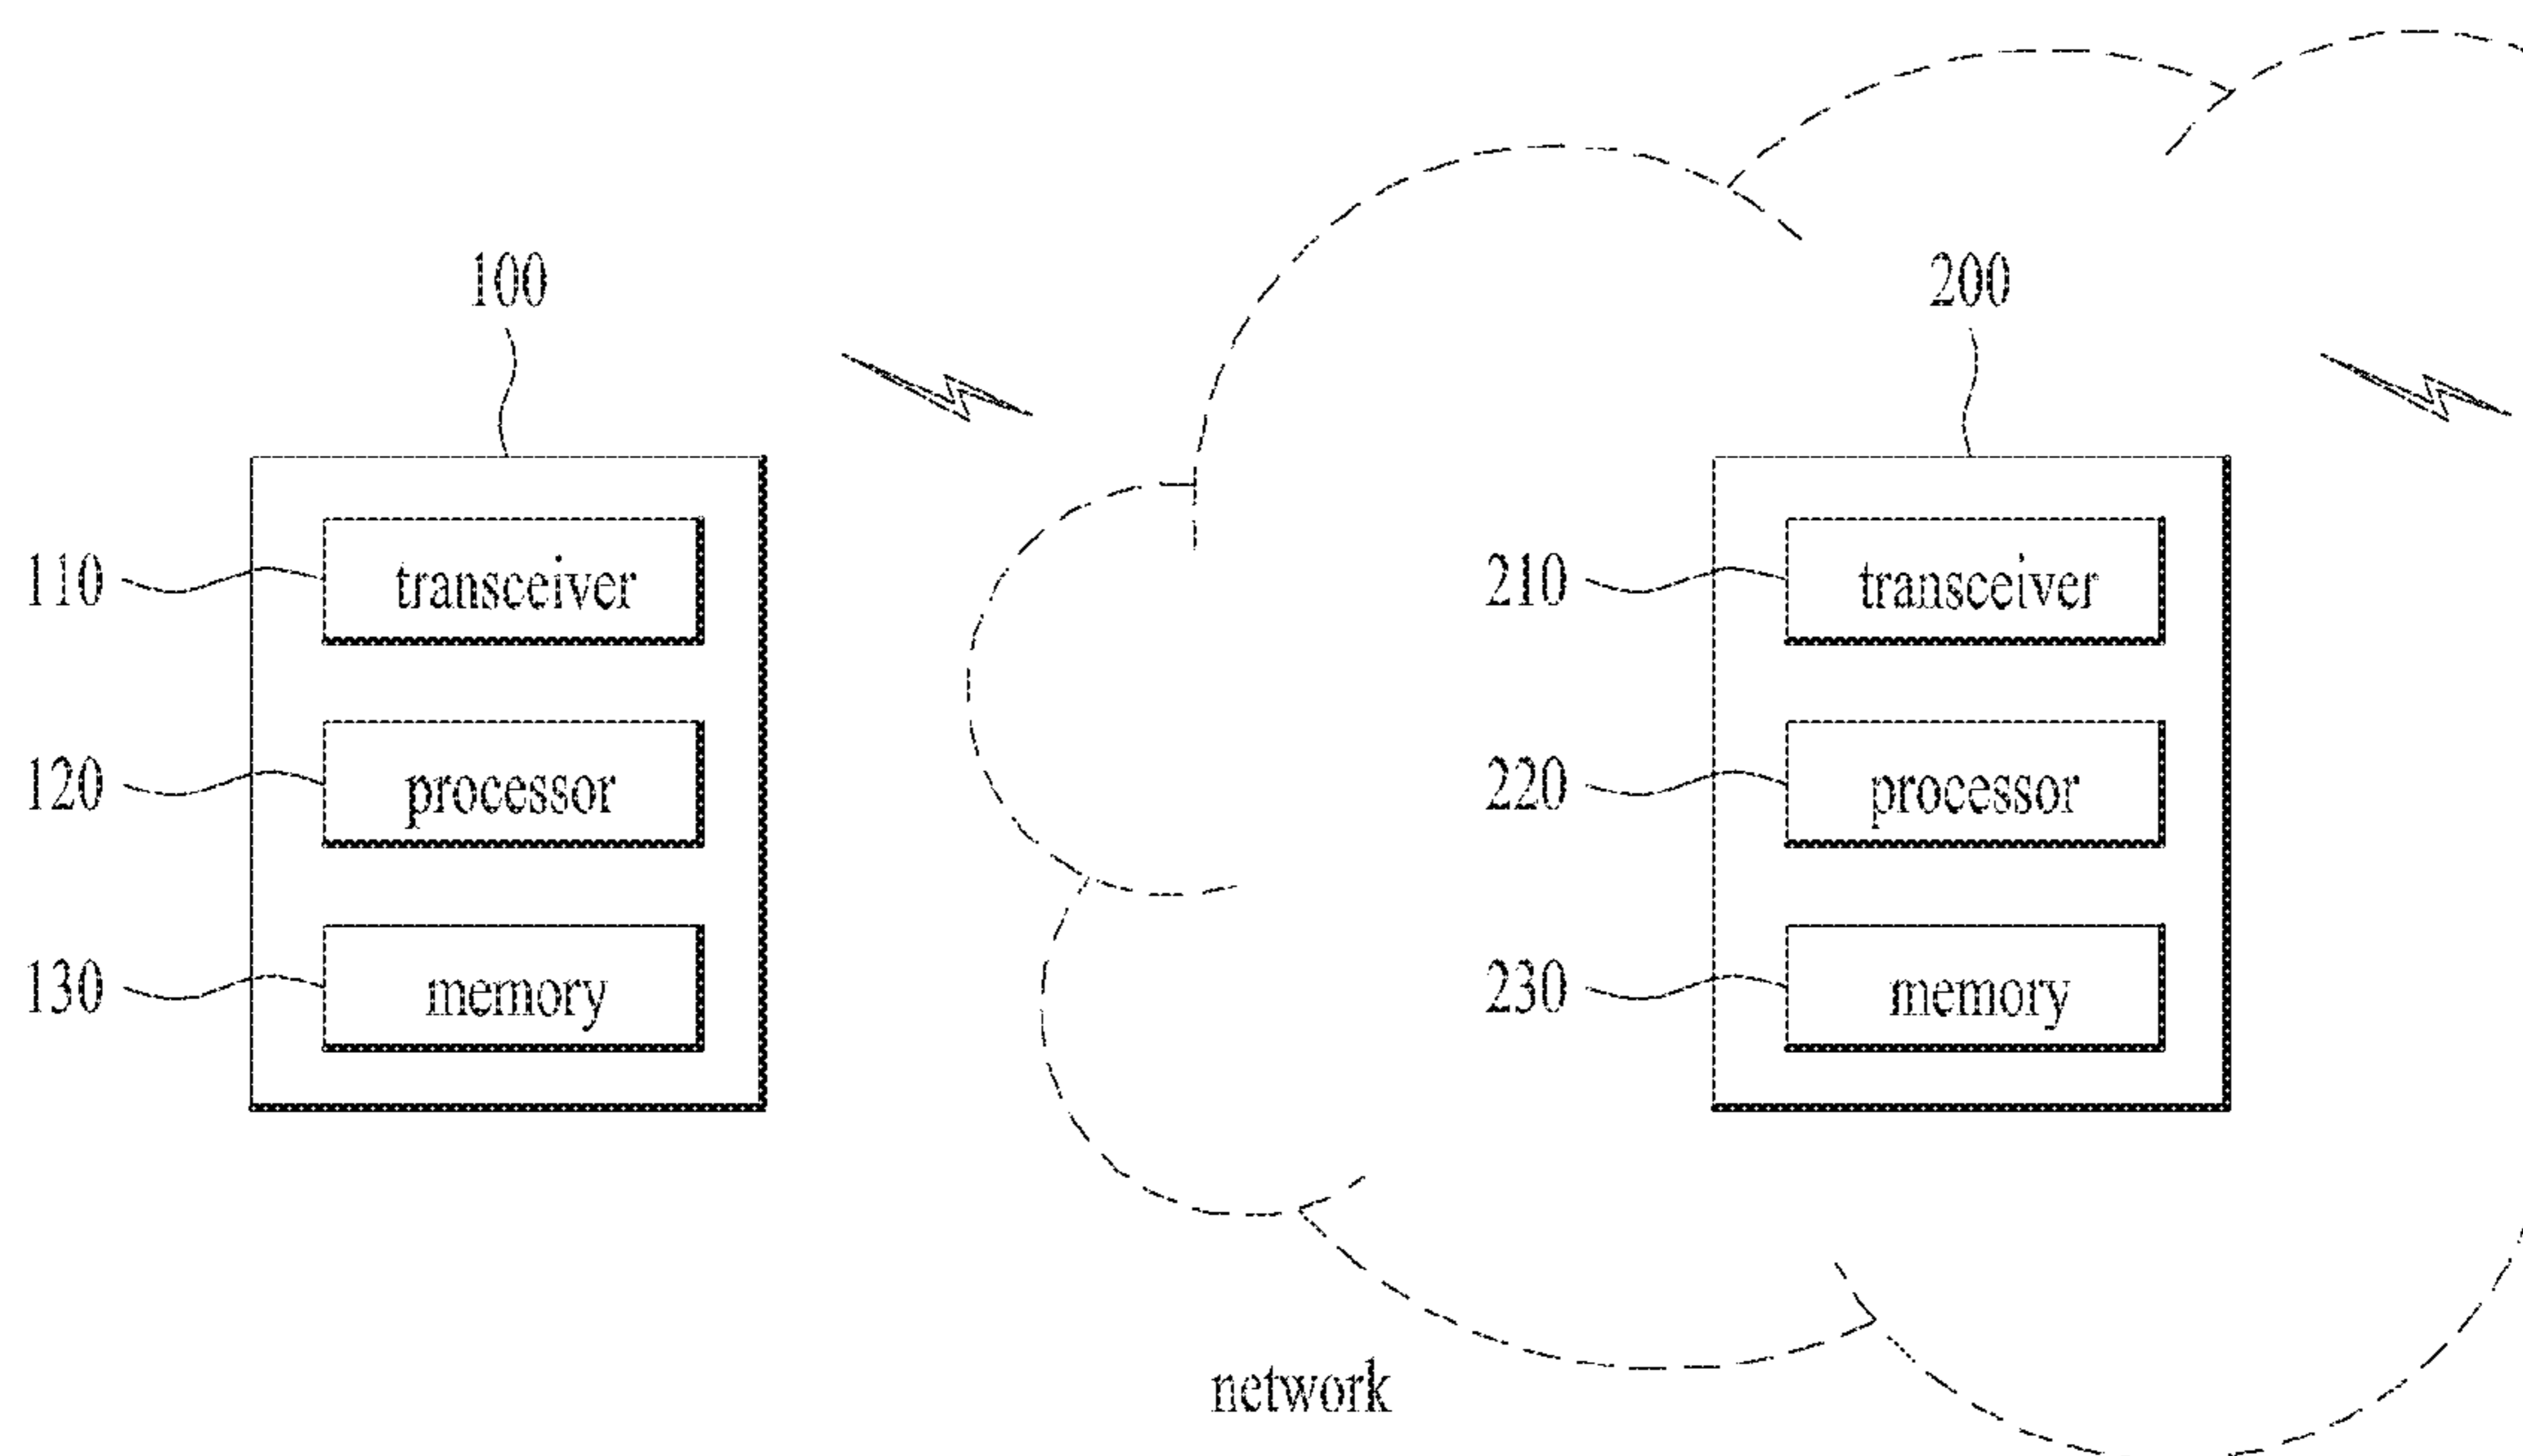 100
200
110 transceiver
210 transceiver
120 processor
220 processor
130 memory
230 memory
network